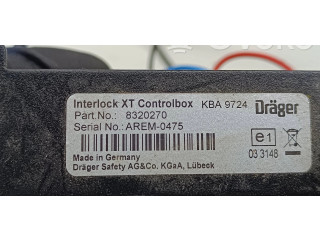 Interlock XT Controlbox KBA 9724 Dräger
Part.No.: 8320270
Serial No.: AREM-0475
e1
03 3148
Made in Germany
Dräger Safety AG&Co. KGaA, Lübeck